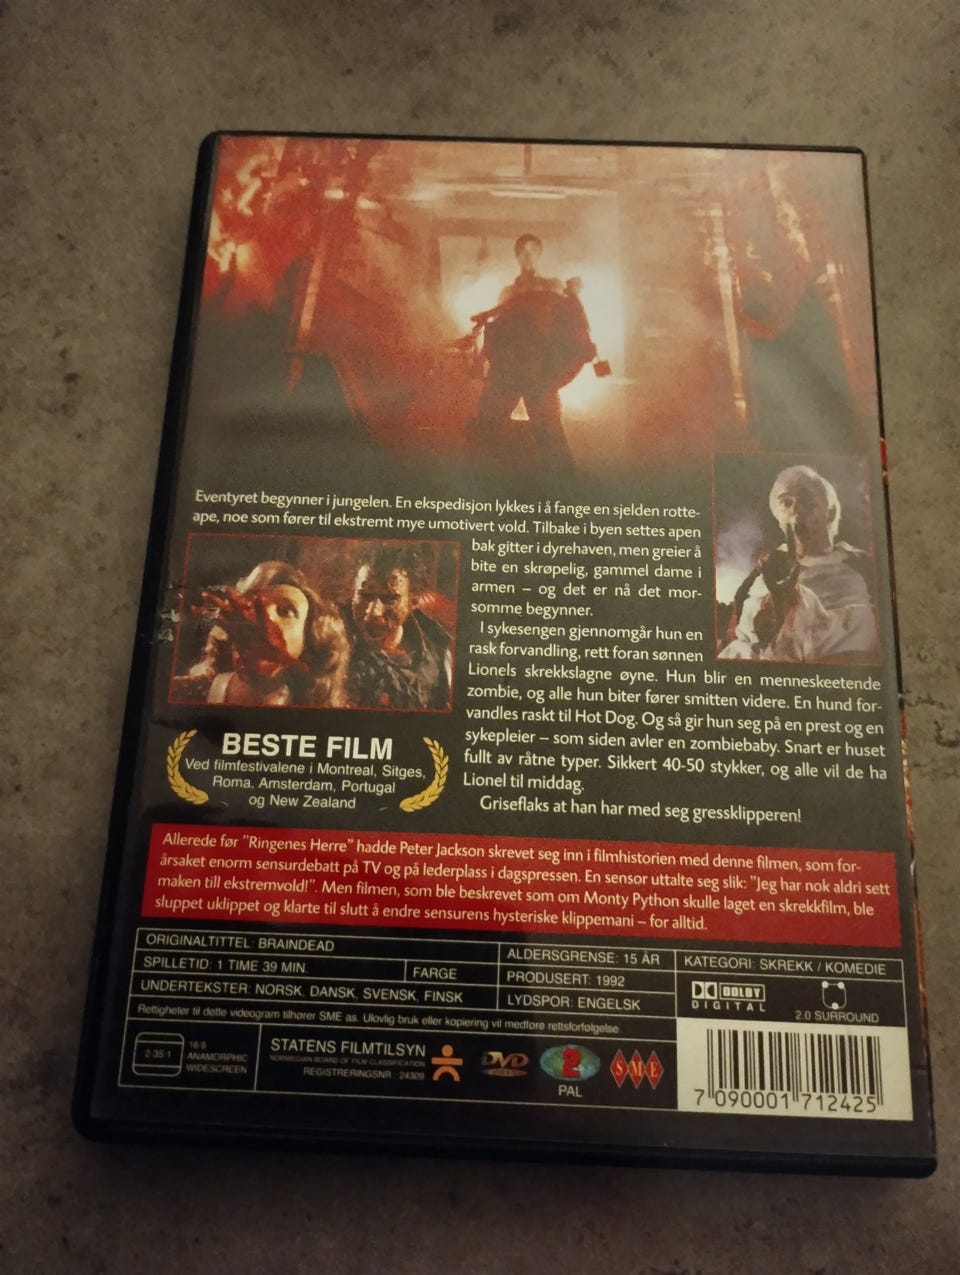 Eventyret begynner i jungelen. En ekspedisjon lykkes i å fange en sjelden rotte-
ape, noe som fører til ekstremt mye umotivert vold. Tilbake i byen settes apen
bak gitter i dyrehaven, men greier å
bite en skrøpelig, gammel dame i
armen – og det er nå det mor-
somme begynner.
I sykesengen gjennomgår hun en
rask forvandling, rett foran sønnen
Lionels skrekkslagne øyne. Hun blir en menneskeetende
zombie, og alle hun biter fører smitten videre. En hund for-
vandles raskt til Hot Dog. Og så gir hun seg på en prest og en
sykepleier – som siden avler en zombiebaby. Snart er huset
fullt av råtne typer. Sikkert 40-50 stykker, og alle vil de ha
Lionel til middag.
Griseflaks at han har med seg gressklipperen!
BESTE FILM
Ved filmfestivalene i Montreal, Sitges,
Roma, Amsterdam, Portugal
og New Zealand
Allerede før "Ringenes Herre" hadde Peter Jackson skrevet seg inn i filmhistorien med denne filmen, som for-
årsaket enorm sensurdebatt på TV og på lederplass i dagspressen. En sensor uttalte seg slik: "Jeg har nok aldri sett
maken till ekstremvold!". Men filmen, som ble beskrevet som om Monty Python skulle laget en skrekkfilm, ble
sluppet uklippet og klarte til slutt å endre sensurens hysteriske klippemani – for alltid.
ORIGINALTITTEL: BRAINDEAD
SPILLETID: 1 TIME 39 MIN.
FARGE
UNDERTEKSTER: NORSK, DANSK, SVENSK, FINSK
ALDERSGRENSE: 15 ÅR
PRODUSERT: 1992
LYDSPOR: ENGELSK
KATEGORI: SKREKK / KOMEDIE
DOLBY
DIGITAL
2.0 SURROUND
Rettigheter til dette videogram tilhører SME as. Ulovlig bruk eller kopiering vil medføre rettsforfølgelse.
2.35:1
16:9
ANAMORPHIC
WIDESCREEN
STATENS FILMTILSYN
NORWEGIAN BOARD OF FILM CLASSIFICATION
REGISTRERINGSNR. 24309
DVD
2
PAL
SME
7 090001 712425